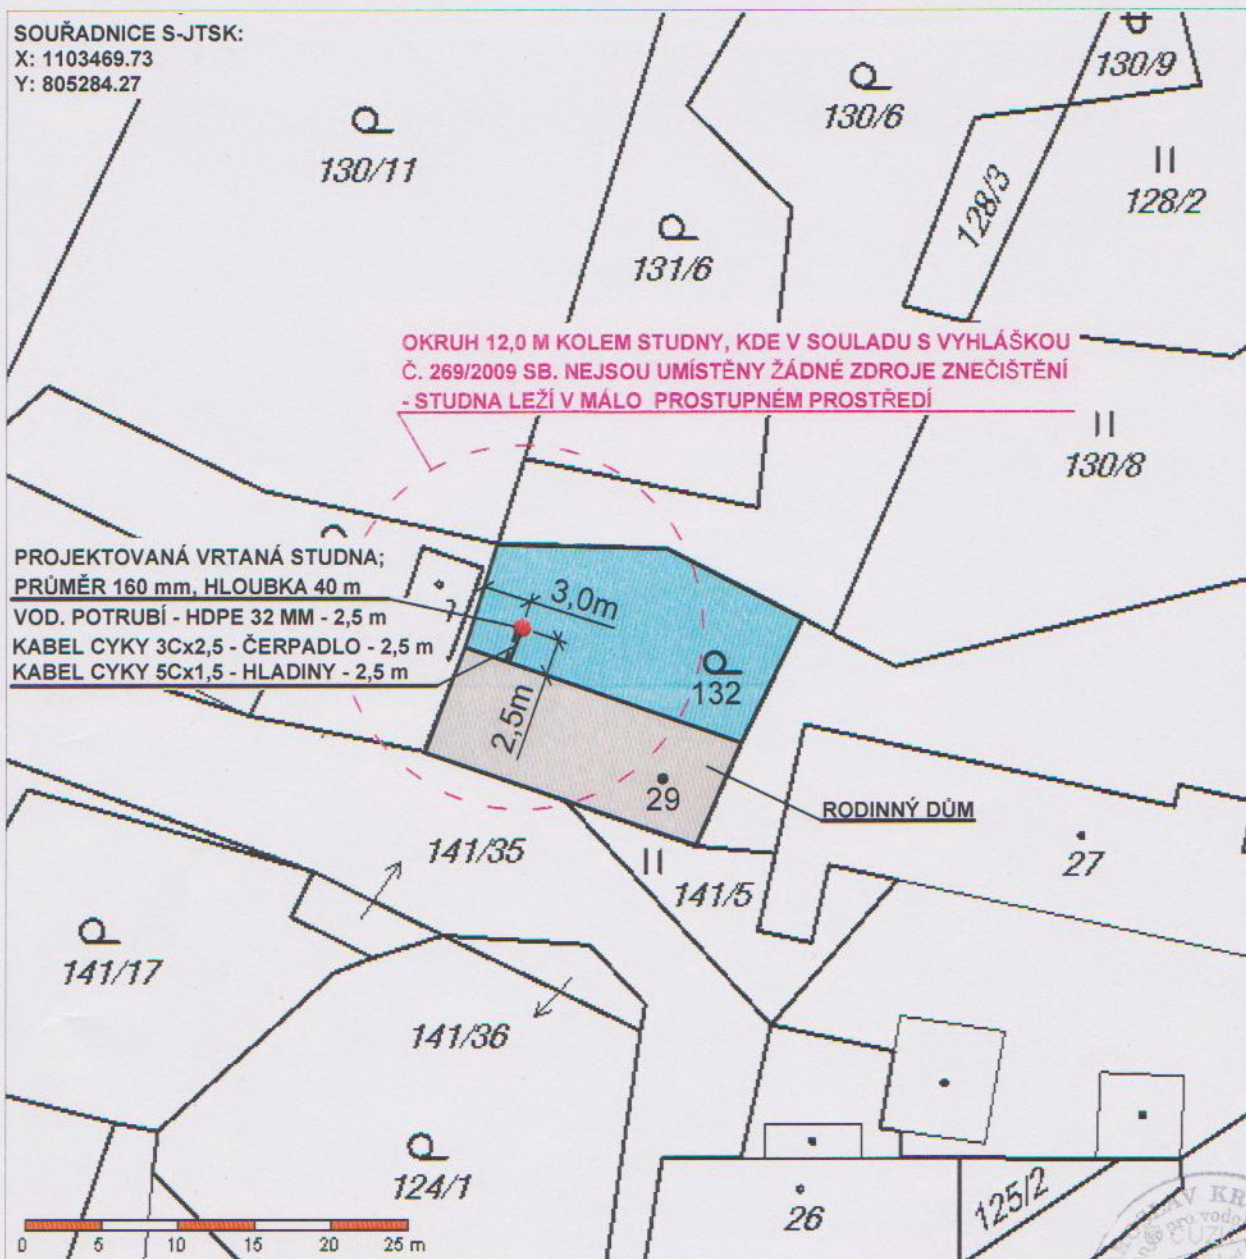 SOUŘADNICE S-JTSK:
X: 1103469.73
Y: 805284.27
130/11
130/6
130/9
128/3
128/2
131/6
OKRUH 12,0 M KOLEM STUDNY, KDE V SOULADU S VYHLÁŠKOU
Č. 269/2009 SB. NEJSOU UMÍSTĚNY ŽÁDNÉ ZDROJE ZNEČIŠTĚNÍ
- STUDNA LEŽÍ V MÁLO PROSTUPNÉM PROSTŘEDÍ
130/8
PROJEKTOVANÁ VRTANÁ STUDNA;
PRŮMĚR 160 mm, HLOUBKA 40 m
VOD. POTRUBÍ - HDPE 32 MM - 2,5 m
KABEL CYKY 3Cx2,5 - ČERPADLO - 2,5 m
KABEL CYKY 5Cx1,5 - HLADINY - 2,5 m
3,0m
2,5m
132
29
RODINNÝ DŮM
141/35
141/5
27
141/17
141/36
124/1
26
125/2
0 5 10 15 20 25 m
KR
pro vodo